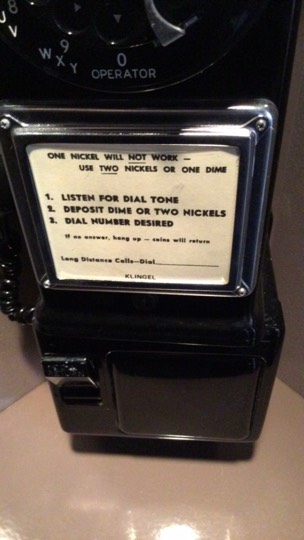 U 8
V
W X Y 9
0
OPERATOR
ONE NICKEL WILL NOT WORK —
USE TWO NICKELS OR ONE DIME
1. LISTEN FOR DIAL TONE
2. DEPOSIT DIME OR TWO NICKELS
3. DIAL NUMBER DESIRED
If no answer, hang up — coins will return
Long Distance Calls—Dial
KLINGEL